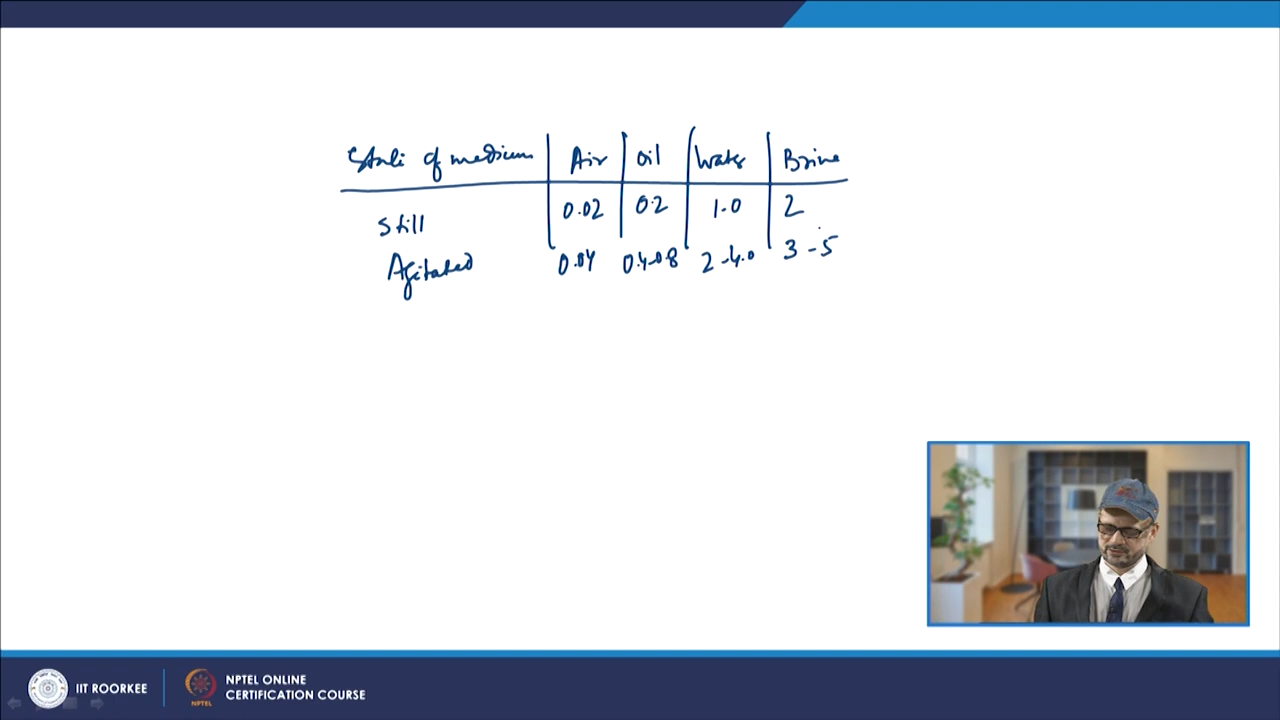 State of medium Air Oil Water Brine
Still 0.02 0.2 1.0 2
Agitated 0.04 0.4-0.8 2-4.0 3-5
IIT ROORKEE
NPTEL ONLINE
CERTIFICATION COURSE
NPTEL